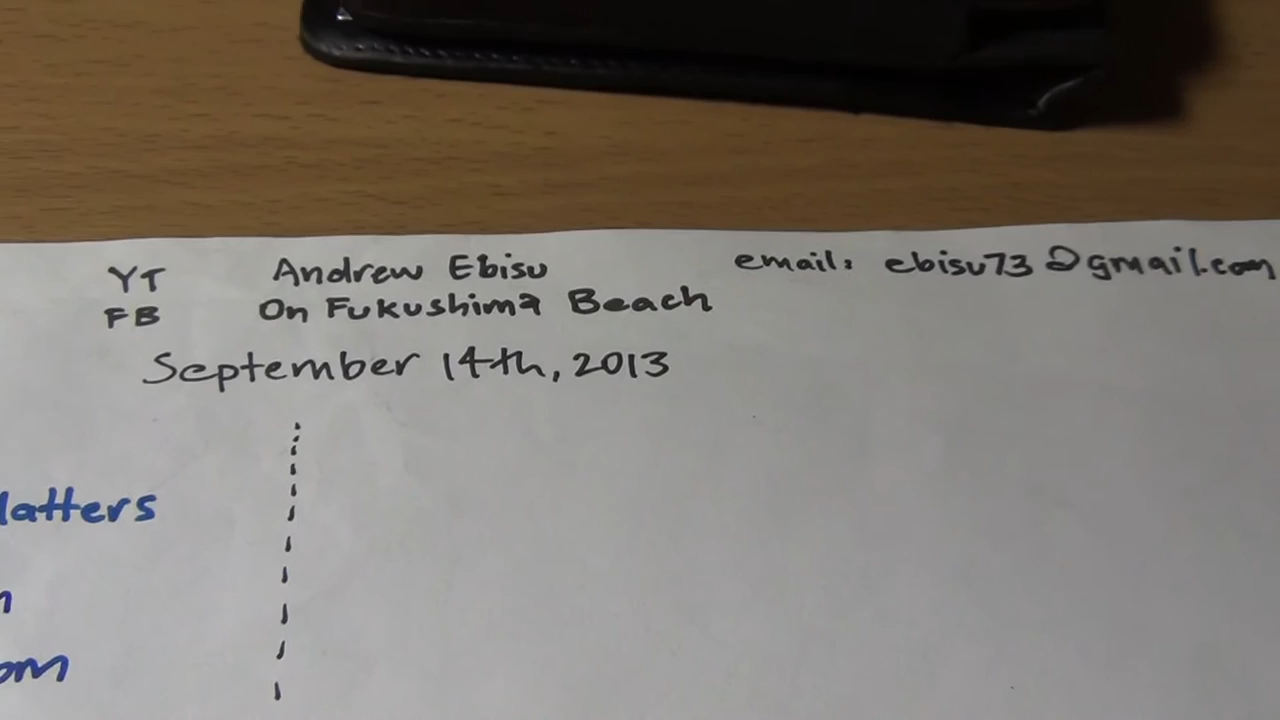 YT Andrew Ebisu email: ebisu73@gmail.com
FB On Fukushima Beach
September 14th, 2013
latters
n
om